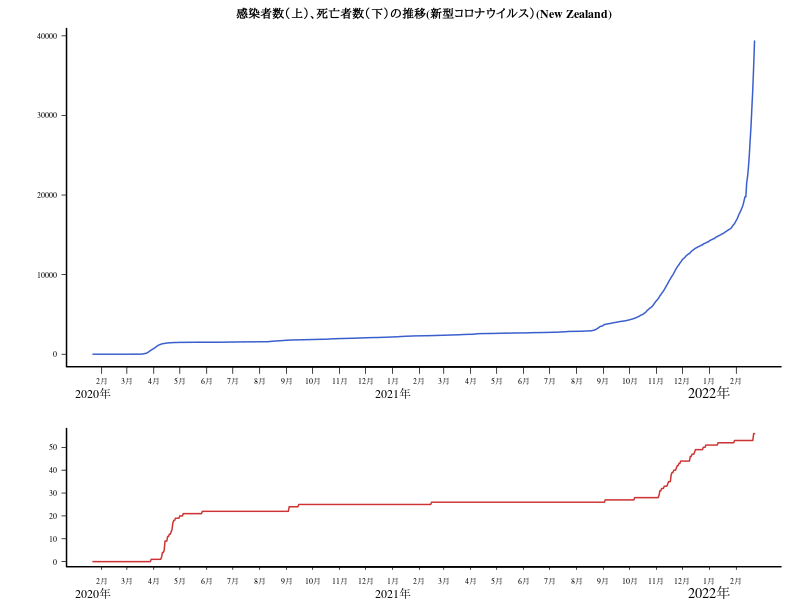 感染者数（上）、死亡者数（下）の推移(新型コロナウイルス）(New Zealand)
40000
30000
20000
10000
0
2月 3月 4月 5月 6月 7月 8月 9月 10月 11月 12月 1月 2月 3月 4月 5月 6月 7月 8月 9月 10月 11月 12月 1月 2月
2020年 2021年 2022年
50
40
30
20
10
0
2月 3月 4月 5月 6月 7月 8月 9月 10月 11月 12月 1月 2月 3月 4月 5月 6月 7月 8月 9月 10月 11月 12月 1月 2月
2020年 2021年 2022年